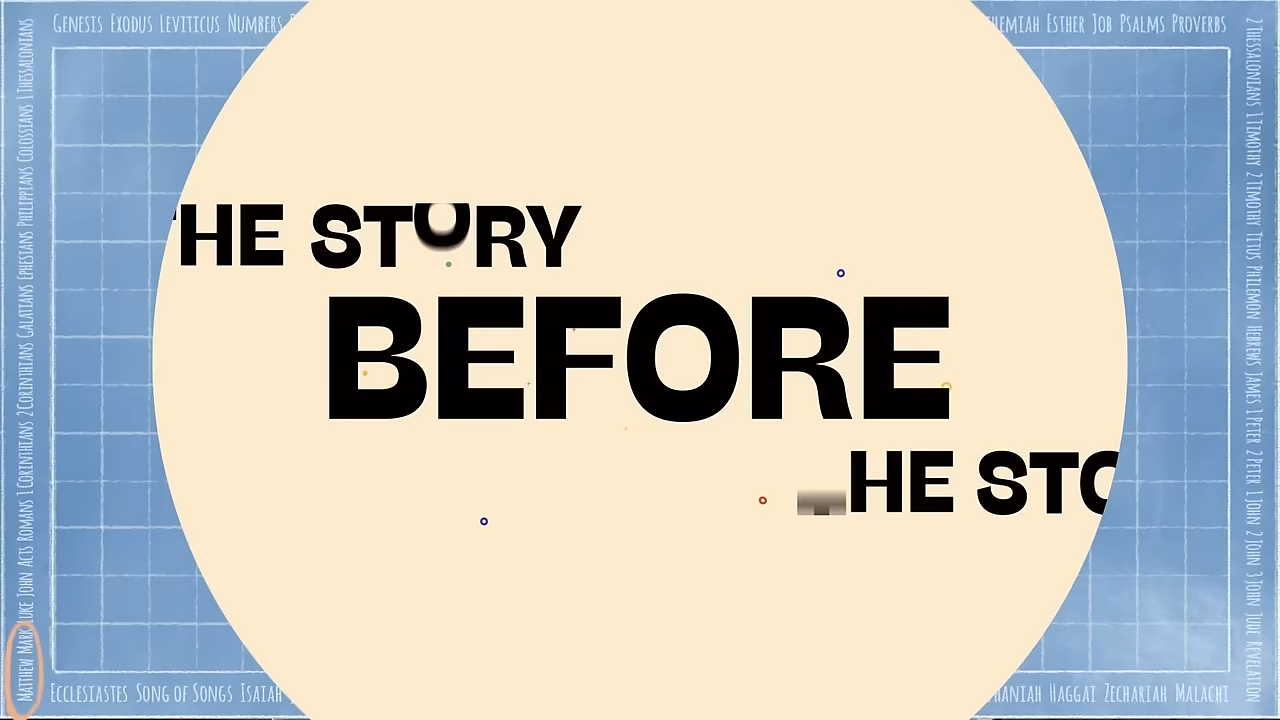 GENESIS EXODUS LEVITICUS NUMBERS
ESTHER JOB PSALMS PROVERBS
MATTHEW MARK LUKE JOHN ACTS ROMANS 1 CORINTHIANS 2 CORINTHIANS GALATIANS EPHESIANS PHILIPPIANS COLOSSIANS 1 THESSALONIANS
HE STORY
BEFORE
HE STO
2 THESSALONIANS 1 TIMOTHY 2 TIMOTHY TITUS PHILEMON HEBREWS JAMES 1 PETER 2 PETER 1 JOHN 2 JOHN 3 JOHN JUDE REVELATION
ECCLESIASTES SONG OF SONGS ISAIAH
HANIAH HAGGAI ZECHARIAH MALACHI